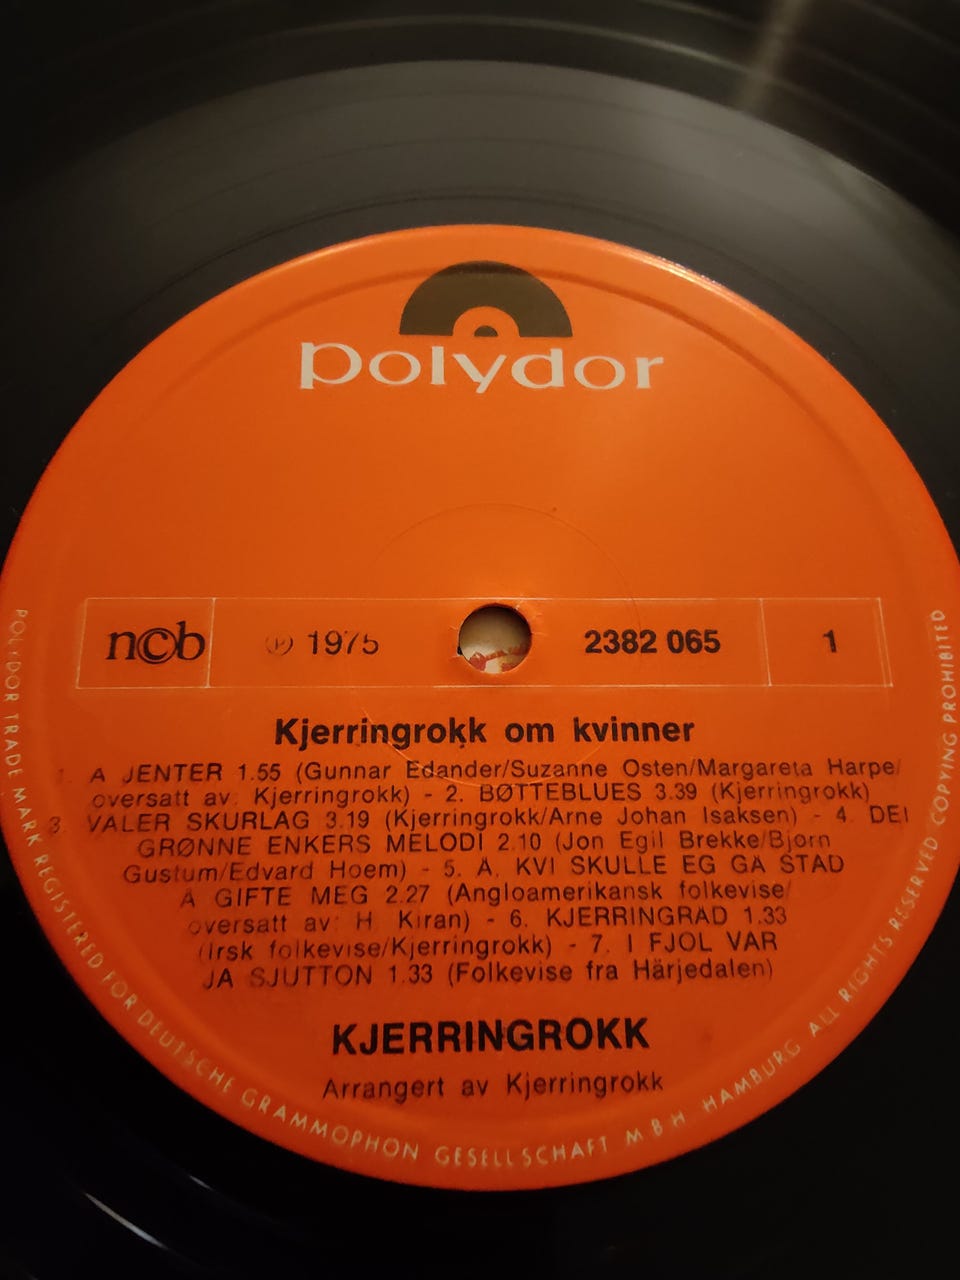 polydor
ncb
℗ 1975
2382 065
1
Kjerringrokk om kvinner
1. A JENTER 1.55 (Gunnar Edander/Suzanne Osten/Margareta Harpe/
oversatt av: Kjerringrokk) - 2. BØTTEBLUES 3.39 (Kjerringrokk)
3. VALER SKURLAG 3.19 (Kjerringrokk/Arne Johan Isaksen) - 4. DEI
GRØNNE ENKERS MELODI 2.10 (Jon Egil Brekke/Bjørn
Gustum/Edvard Hoem) - 5. Å, KVI SKULLE EG GA STAD
Å GIFTE MEG 2.27 (Angloamerikansk folkevise/
oversatt av: H. Kiran) - 6. KJERRINGRAD 1.33
(Irsk folkevise/Kjerringrokk) - 7. I FJOL VAR
JA SJUTTON 1.33 (Folkevise fra Härjedalen)
KJERRINGROKK
Arrangert av Kjerringrokk
POLYDOR TRADE MARK REGISTERED FOR DEUTSCHE GRAMMOPHON GESELLSCHAFT M.B.H. HAMBURG ALL RIGHTS RESERVED COPYING PROHIBITED